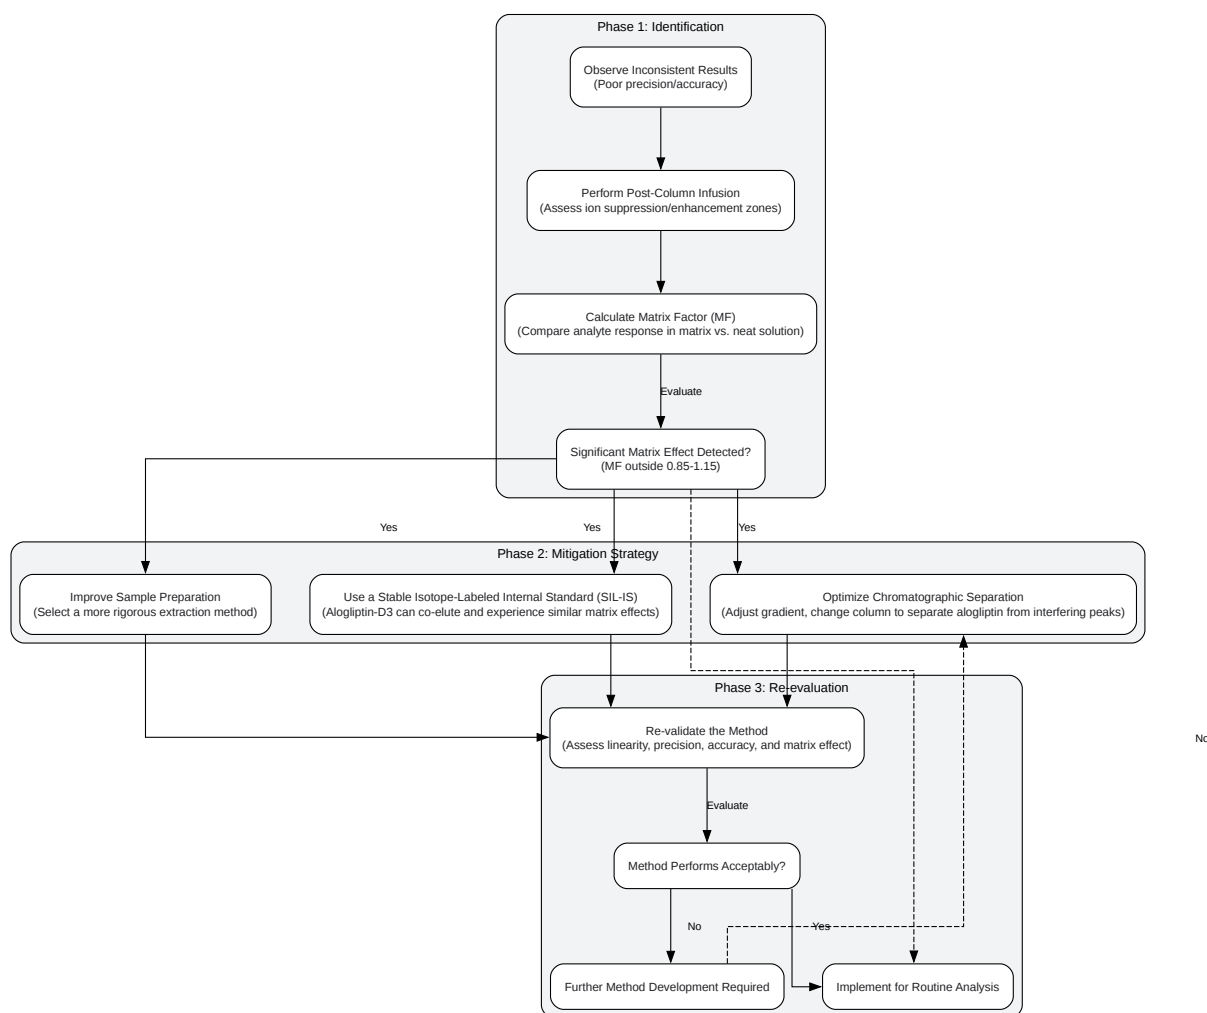 Phase 1: Identification
Observe Inconsistent Results
(Poor precision/accuracy)
Perform Post-Column Infusion
(Assess ion suppression/enhancement zones)
Calculate Matrix Factor (MF)
(Compare analyte response in matrix vs. neat solution)
Evaluate
Significant Matrix Effect Detected?
(MF outside 0.85-1.15)
Yes
Yes
Yes
Phase 2: Mitigation Strategy
Improve Sample Preparation
(Select a more rigorous extraction method)
Use a Stable Isotope-Labeled Internal Standard (SIL-IS)
(Alogliptin-D3 can co-elute and experience similar matrix effects)
Optimize Chromatographic Separation
(Adjust gradient, change column to separate alogliptin from interfering peaks)
Phase 3: Re-evaluation
Re-validate the Method
(Assess linearity, precision, accuracy, and matrix effect)
No
Evaluate
Method Performs Acceptably?
No
Yes
Further Method Development Required
Implement for Routine Analysis